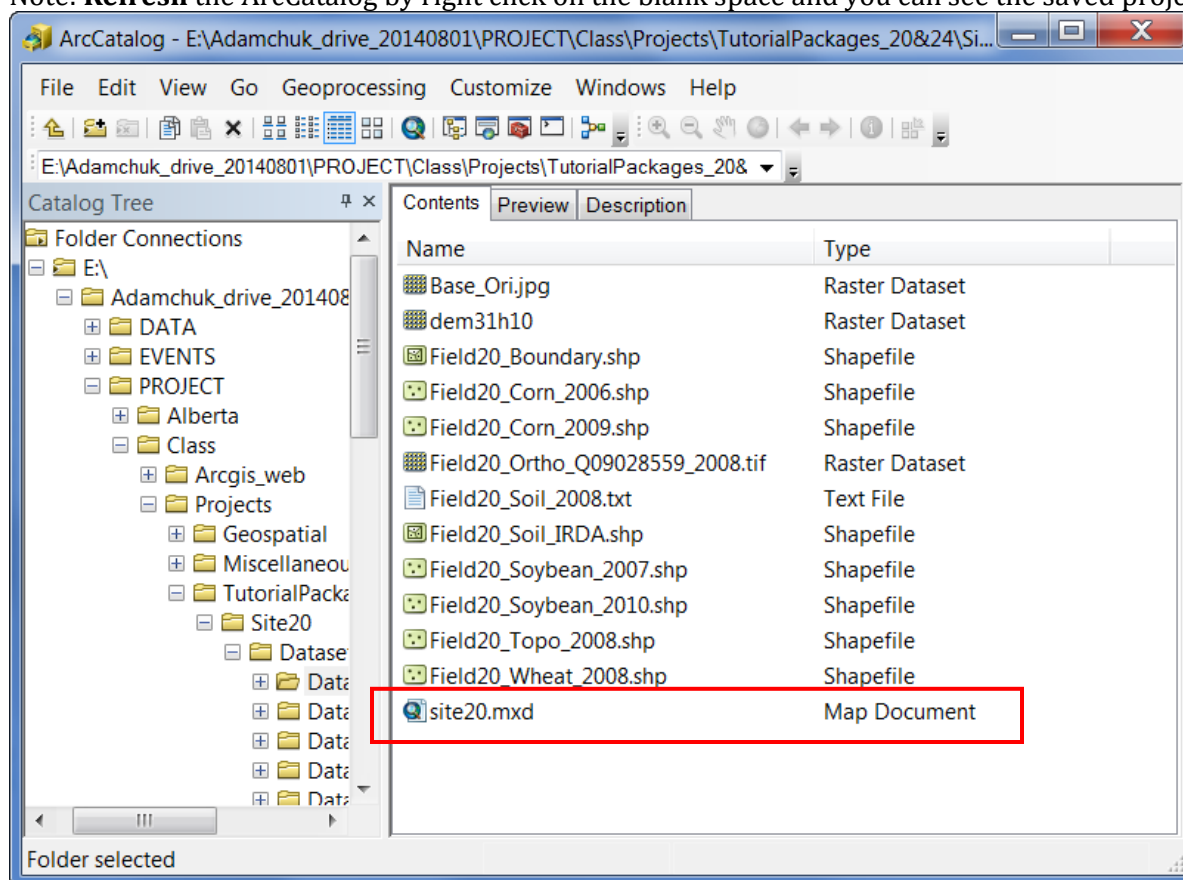 Note: Refresh the ArcCatalog by right click on the blank space and you can see the saved proje
ArcCatalog - E:\Adamchuk_drive_20140801\PROJECT\Class\Projects\TutorialPackages_20&24\Si...
File Edit View Go Geoprocessing Customize Windows Help
E:\Adamchuk_drive_20140801\PROJECT\Class\Projects\TutorialPackages_20&
Catalog Tree
Folder Connections
E:\
Adamchuk_drive_201408
DATA
EVENTS
PROJECT
Alberta
Class
Arcgis_web
Projects
Geospatial
Miscellaneou
TutorialPacka
Site20
Datase
Data
Data
Data
Data
Data
Contents Preview Description
Name Type
Base_Ori.jpg Raster Dataset
dem31h10 Raster Dataset
Field20_Boundary.shp Shapefile
Field20_Corn_2006.shp Shapefile
Field20_Corn_2009.shp Shapefile
Field20_Ortho_Q09028559_2008.tif Raster Dataset
Field20_Soil_2008.txt Text File
Field20_Soil_IRDA.shp Shapefile
Field20_Soybean_2007.shp Shapefile
Field20_Soybean_2010.shp Shapefile
Field20_Topo_2008.shp Shapefile
Field20_Wheat_2008.shp Shapefile
site20.mxd Map Document
Folder selected